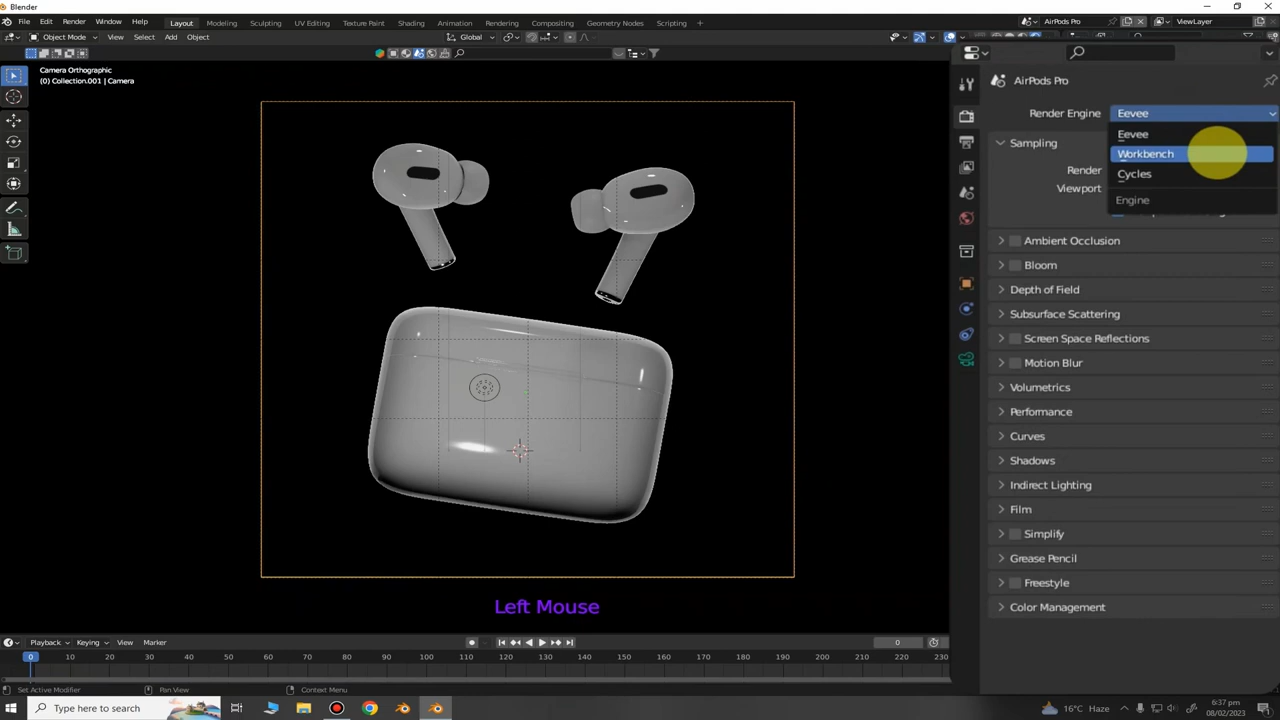 Blender
File Edit Render Window Help Layout Modeling Sculpting UV Editing Texture Paint Shading Animation Rendering Compositing Geometry Nodes Scripting + AirPods Pro ViewLayer
Object Mode View Select Add Object Global
Camera Orthographic
(0) Collection.001 | Camera
AirPods Pro
Render Engine Eevee
Eevee
Sampling
Workbench
Render
Cycles
Viewport
Engine
Ambient Occlusion
Bloom
Depth of Field
Subsurface Scattering
Screen Space Reflections
Motion Blur
Volumetrics
Performance
Curves
Shadows
Indirect Lighting
Film
Simplify
Grease Pencil
Freestyle
Color Management
Left Mouse
Playback Keying View Marker 0
0 10 20 30 40 50 60 70 80 90 100 110 120 130 140 150 160 170 180 190 200 210 220 230
Set Active Modifier Pan View Context Menu
Type here to search 16°C Haze 6:37 pm
08/02/2023